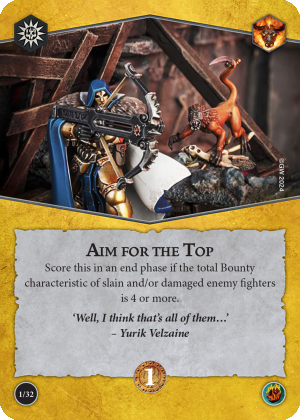 ©GW 2024
AIM FOR THE TOP
Score this in an end phase if the total Bounty
characteristic of slain and/or damaged enemy fighters
is 4 or more.
‘Well, I think that’s all of them…’
– Yurik Velzaine
1
1/32